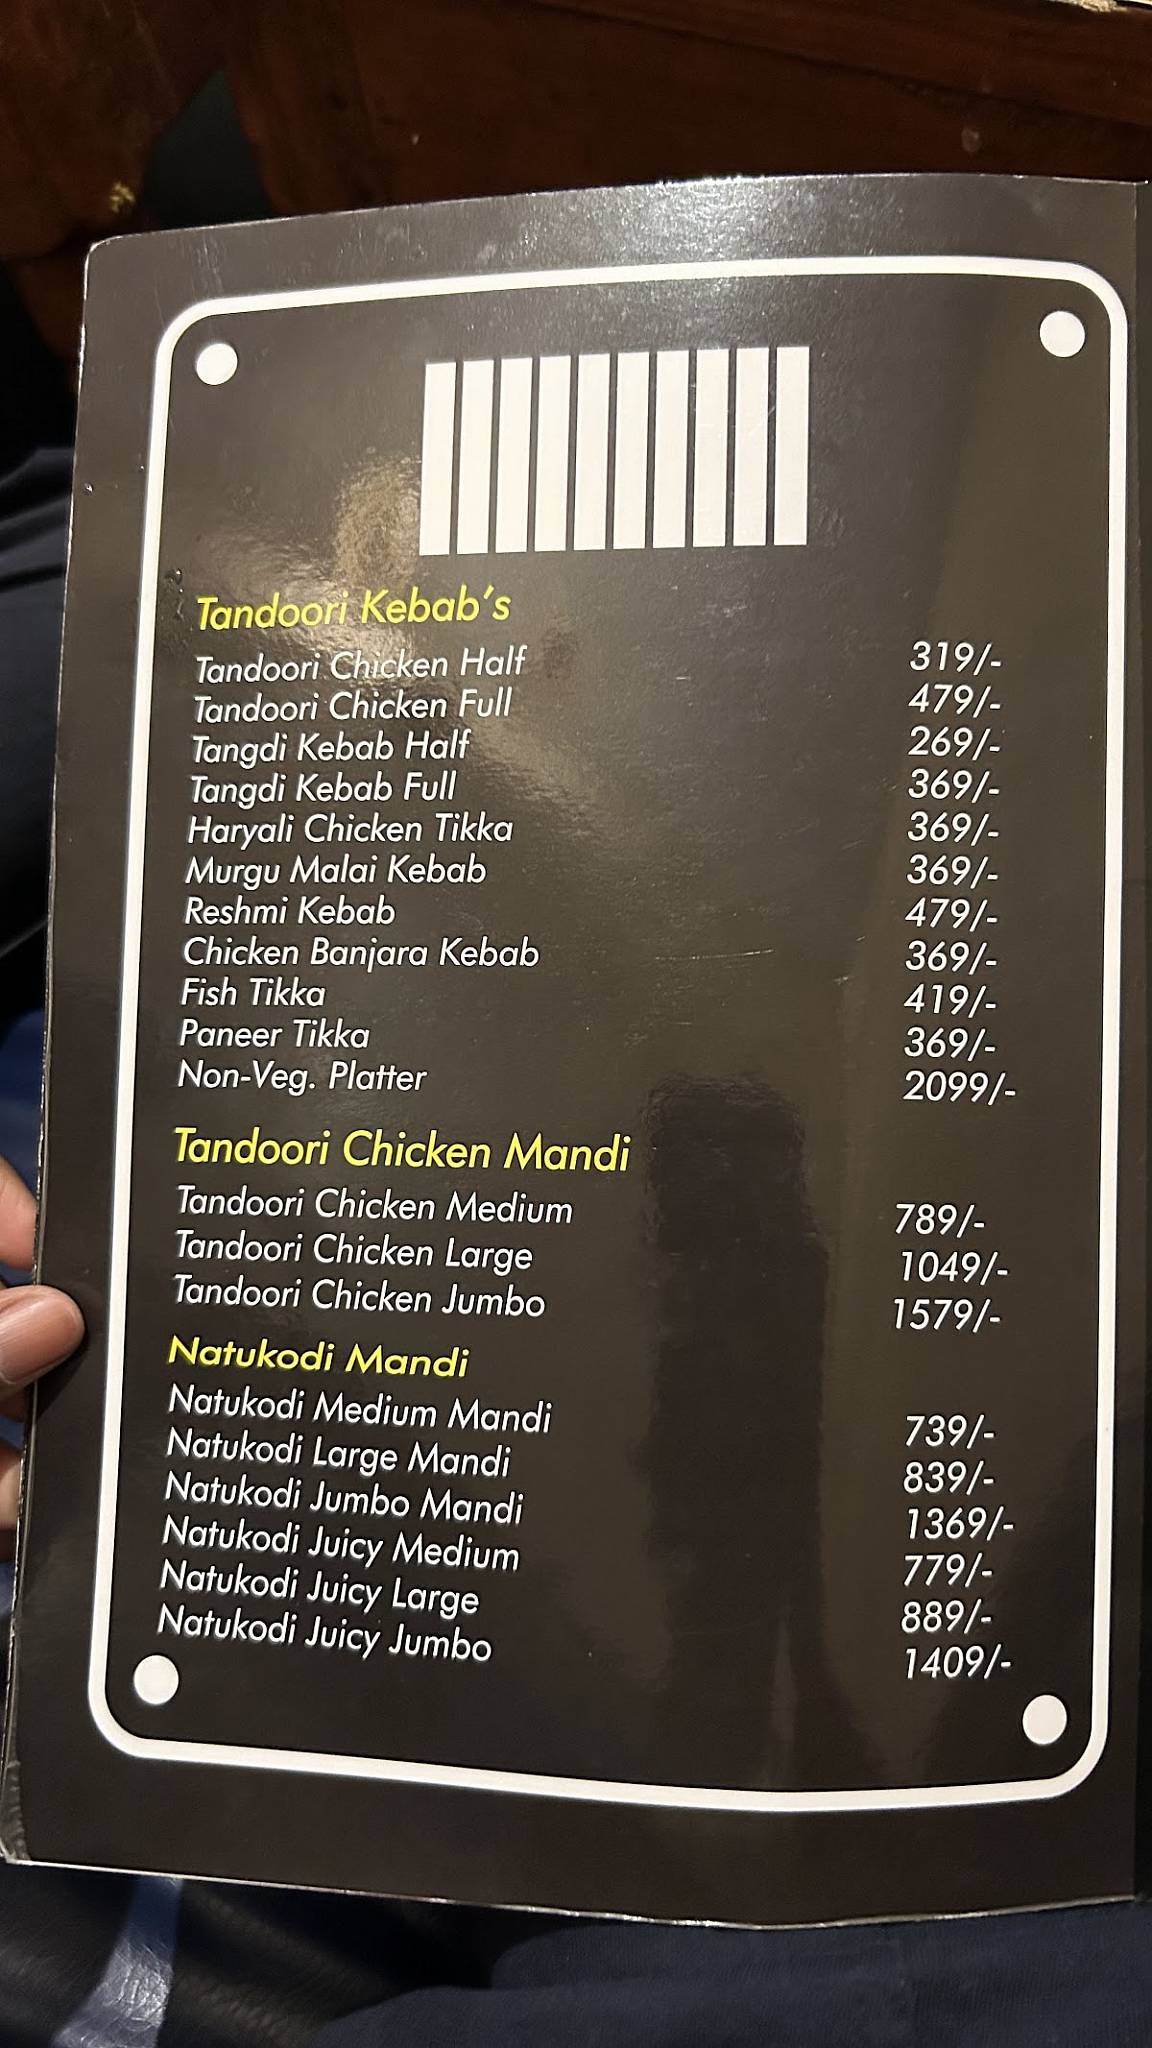 Tandoori Kebab's
Tandoori Chicken Half 319/-
Tandoori Chicken Full 479/-
Tangdi Kebab Half 269/-
Tangdi Kebab Full 369/-
Haryali Chicken Tikka 369/-
Murgu Malai Kebab 369/-
Reshmi Kebab 479/-
Chicken Banjara Kebab 369/-
Fish Tikka 419/-
Paneer Tikka 369/-
Non-Veg. Platter 2099/-
Tandoori Chicken Mandi
Tandoori Chicken Medium 789/-
Tandoori Chicken Large 1049/-
Tandoori Chicken Jumbo 1579/-
Natukodi Mandi
Natukodi Medium Mandi 739/-
Natukodi Large Mandi 839/-
Natukodi Jumbo Mandi 1369/-
Natukodi Juicy Medium 779/-
Natukodi Juicy Large 889/-
Natukodi Juicy Jumbo 1409/-